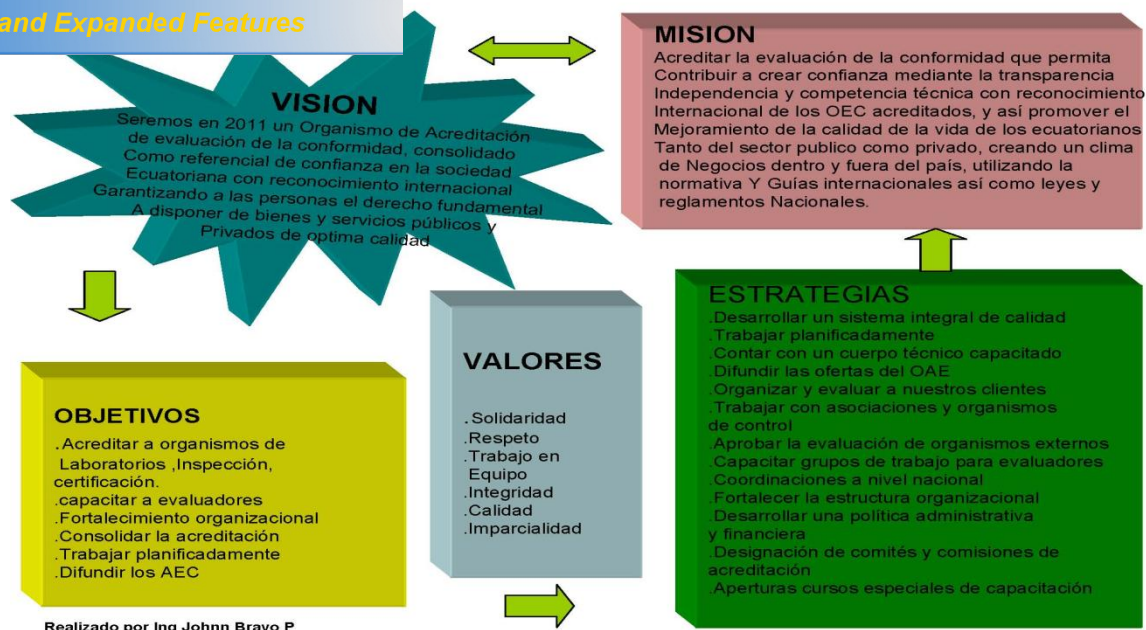 and Expanded Features
VISION
Seremos en 2011 un Organismo de Acreditación
de evaluación de la conformidad, consolidado
Como referencial de confianza en la sociedad
Ecuatoriana con reconocimiento internacional
Garantizando a las personas el derecho fundamental
A disponer de bienes y servicios públicos y
Privados de optima calidad
MISION
Acreditar la evaluación de la conformidad que permita
Contribuir a crear confianza mediante la transparencia
Independencia y competencia técnica con reconocimiento
Internacional de los OEC acreditados, y así promover el
Mejoramiento de la calidad de la vida de los ecuatorianos
Tanto del sector publico como privado, creando un clima
de Negocios dentro y fuera del país, utilizando la
normativa Y Guías internacionales así como leyes y
reglamentos Nacionales.
OBJETIVOS
.Acreditar a organismos de
Laboratorios ,Inspección,
certificación.
.capacitar a evaluadores
.Fortalecimiento organizacional
.Consolidar la acreditación
.Trabajar planificadamente
.Difundir los AEC
VALORES
.Solidaridad
.Respeto
.Trabajo en
Equipo
.Integridad
.Calidad
.Imparcialidad
ESTRATEGIAS
.Desarrollar un sistema integral de calidad
.Trabajar planificadamente
.Contar con un cuerpo técnico capacitado
.Difundir las ofertas del OAE
.Organizar y evaluar a nuestros clientes
.Trabajar con asociaciones y organismos
de control
.Aprobar la evaluación de organismos externos
.Capacitar grupos de trabajo para evaluadores
.Coordinaciones a nivel nacional
.Fortalecer la estructura organizacional
.Desarrollar una política administrativa
y financiera
.Designación de comités y comisiones de
acreditación
.Aperturas cursos especiales de capacitación
Realizado por Ing Johnn Bravo P